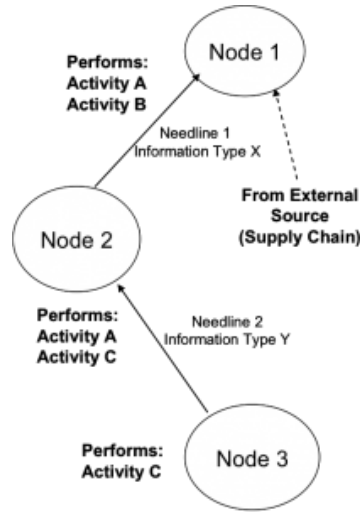 Node 1
Performs:
Activity A
Activity B
Needline 1
Information Type X
From External
Source
(Supply Chain)
Node 2
Performs:
Activity A
Activity C
Needline 2
Information Type Y
Performs:
Activity C
Node 3